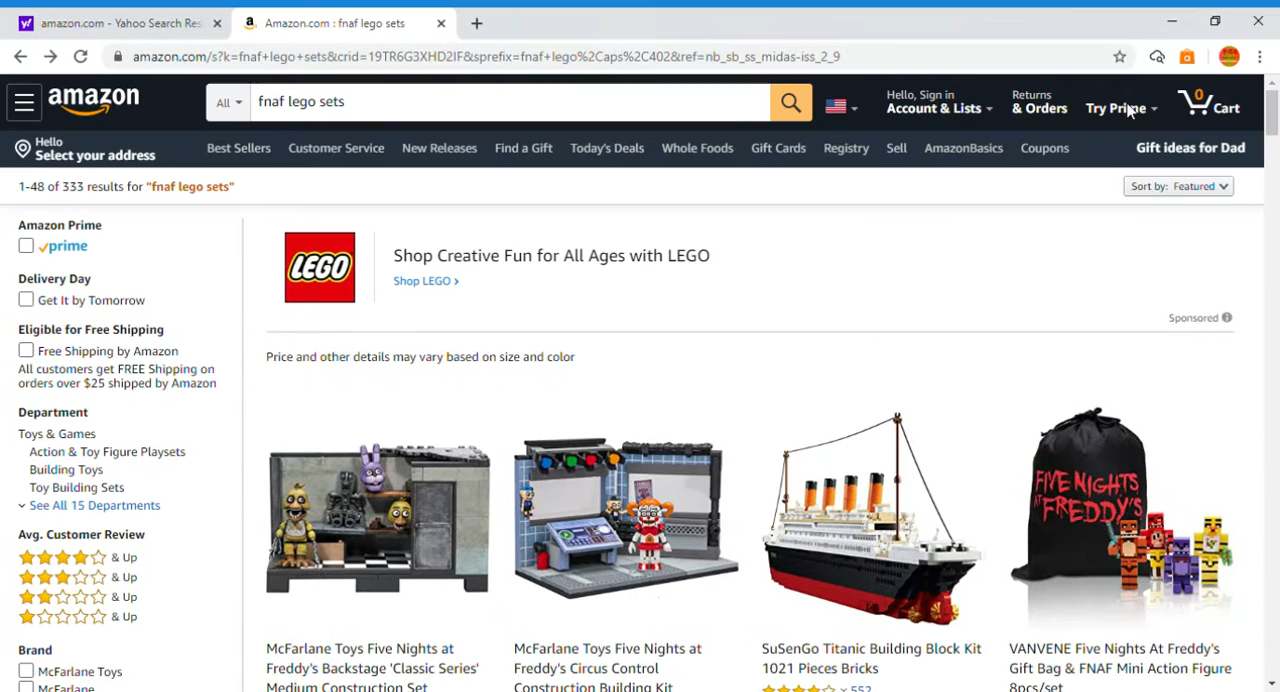 amazon.com - Yahoo Search Res
Amazon.com : fnaf lego sets
amazon.com/s?k=fnaf+lego+sets&crid=19TR6G3XHD2IF&sprefix=fnaf+lego%2Caps%2C402&ref=nb_sb_ss_midas-iss_2_9
amazon
All
fnaf lego sets
Hello, Sign in
Account & Lists
Returns
& Orders
Try Prime
0
Cart
Hello
Select your address
Best Sellers
Customer Service
New Releases
Find a Gift
Today's Deals
Whole Foods
Gift Cards
Registry
Sell
AmazonBasics
Coupons
Gift ideas for Dad
1-48 of 333 results for "fnaf lego sets"
Sort by: Featured
Amazon Prime
prime
Delivery Day
Get It by Tomorrow
Eligible for Free Shipping
Free Shipping by Amazon
All customers get FREE Shipping on
orders over $25 shipped by Amazon
Department
Toys & Games
Action & Toy Figure Playsets
Building Toys
Toy Building Sets
See All 15 Departments
Avg. Customer Review
& Up
& Up
& Up
& Up
Brand
McFarlane Toys
McFarlane
LEGO
Shop Creative Fun for All Ages with LEGO
Shop LEGO ›
Sponsored
Price and other details may vary based on size and color
FIVE NIGHTS
AT FREDDY'S
McFarlane Toys Five Nights at
Freddy's Backstage 'Classic Series'
Medium Construction Set
McFarlane Toys Five Nights at
Freddy's Circus Control
Construction Building Kit
SuSenGo Titanic Building Block Kit
1021 Pieces Bricks
552
VANVENE Five Nights At Freddy's
Gift Bag & FNAF Mini Action Figure
8pcs/set